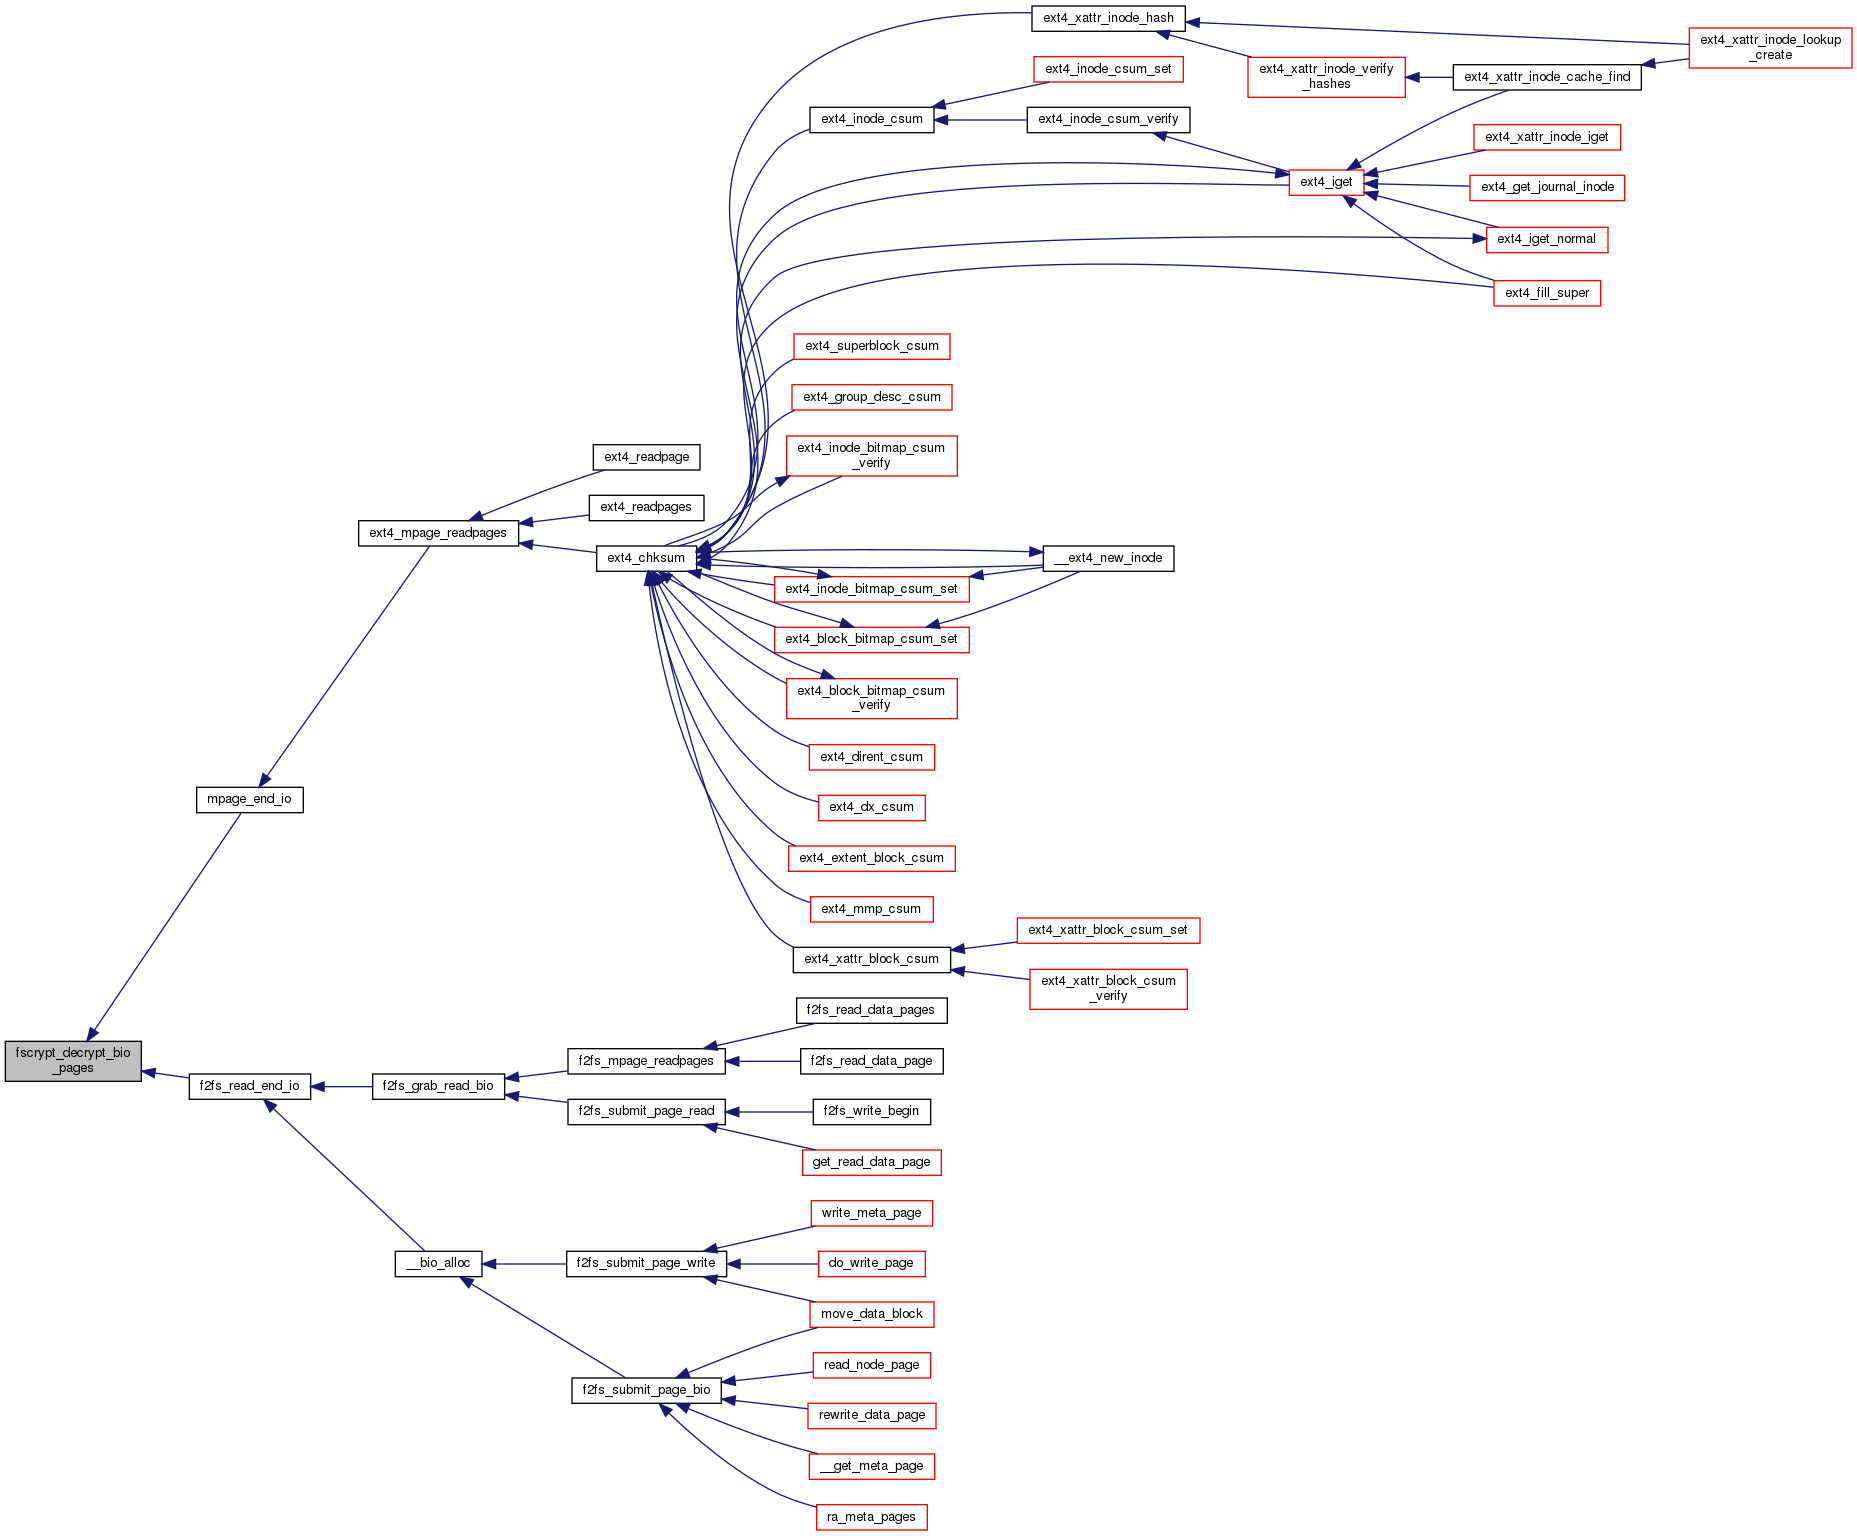 ext4_xattr_inode_hash
ext4_xattr_inode_lookup
_create
ext4_inode_csum_set
ext4_xattr_inode_verify
_hashes
ext4_xattr_inode_cache_find
ext4_inode_csum
ext4_inode_csum_verify
ext4_xattr_inode_iget
ext4_iget
ext4_get_journal_inode
ext4_iget_normal
ext4_fill_super
ext4_superblock_csum
ext4_group_desc_csum
ext4_inode_bitmap_csum
_verify
ext4_readpage
ext4_readpages
ext4_mpage_readpages
ext4_chksum
__ext4_new_inode
ext4_inode_bitmap_csum_set
ext4_block_bitmap_csum_set
ext4_block_bitmap_csum
_verify
ext4_dirent_csum
mpage_end_io
ext4_dx_csum
ext4_extent_block_csum
ext4_mmp_csum
ext4_xattr_block_csum_set
ext4_xattr_block_csum
ext4_xattr_block_csum
_verify
f2fs_read_data_pages
fscrypt_decrypt_bio
_pages
f2fs_mpage_readpages
f2fs_read_data_page
f2fs_read_end_io
f2fs_grab_read_bio
f2fs_submit_page_read
f2fs_write_begin
get_read_data_page
write_meta_page
__bio_alloc
f2fs_submit_page_write
do_write_page
move_data_block
read_node_page
f2fs_submit_page_bio
rewrite_data_page
__get_meta_page
ra_meta_pages